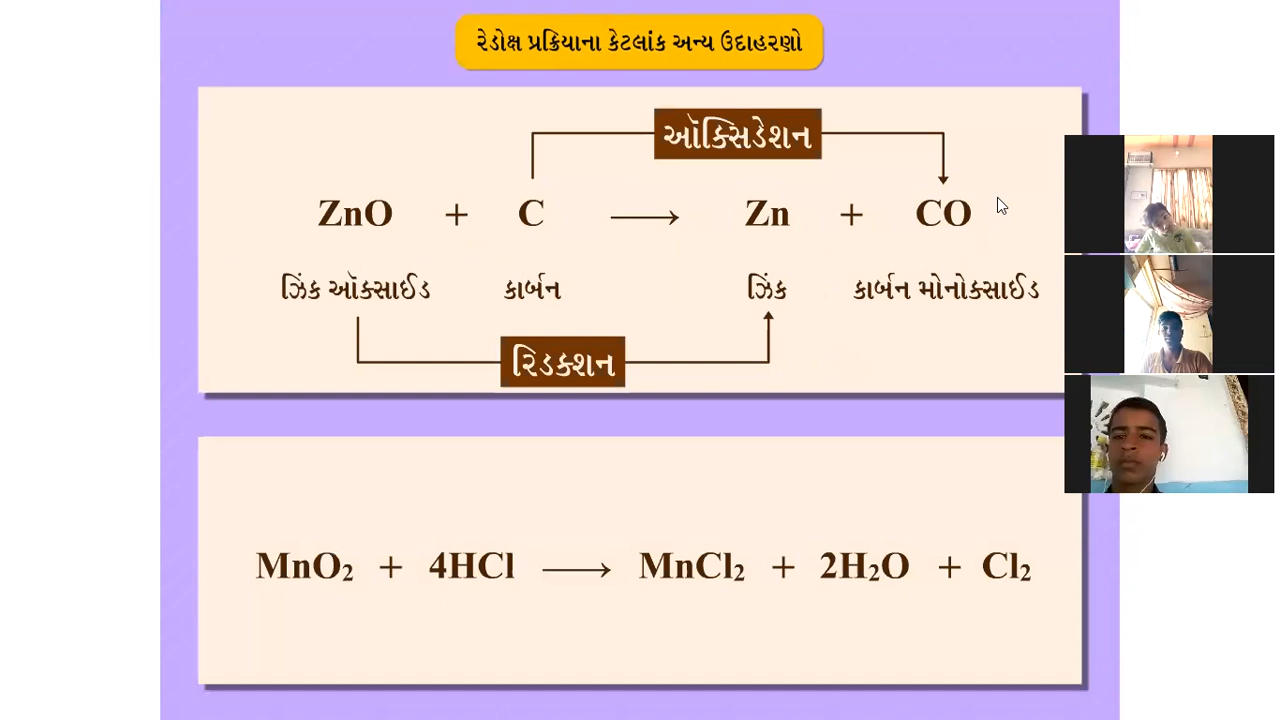 રેડોક્ષ પ્રક્રિયાના કેટલાંક અન્ય ઉદાહરણો
ઑક્સિડેશન
ZnO + C ⟶ Zn + CO
ઝિંક ઑક્સાઈડ કાર્બન ઝિંક કાર્બન મોનોક્સાઈડ
રિડક્શન
MnO₂ + 4HCl ⟶ MnCl₂ + 2H₂O + Cl₂